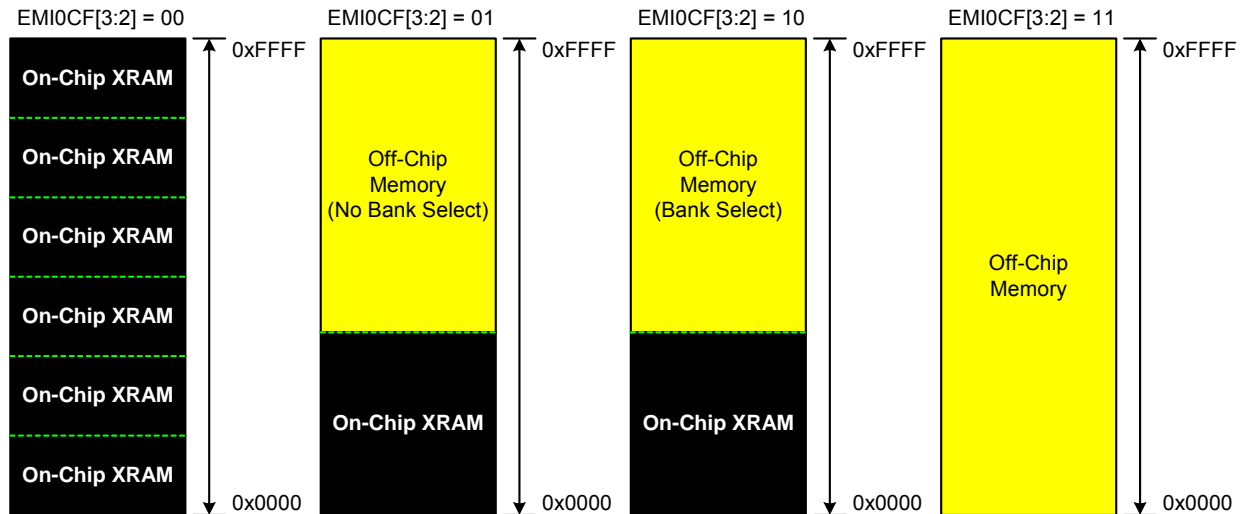 EMI0CF[3:2] = 00
EMI0CF[3:2] = 01
EMI0CF[3:2] = 10
EMI0CF[3:2] = 11
On-Chip XRAM
On-Chip XRAM
On-Chip XRAM
On-Chip XRAM
On-Chip XRAM
On-Chip XRAM
0xFFFF
0x0000
Off-Chip
Memory
(No Bank Select)
On-Chip XRAM
0xFFFF
0x0000
Off-Chip
Memory
(Bank Select)
On-Chip XRAM
0xFFFF
0x0000
Off-Chip
Memory
0xFFFF
0x0000